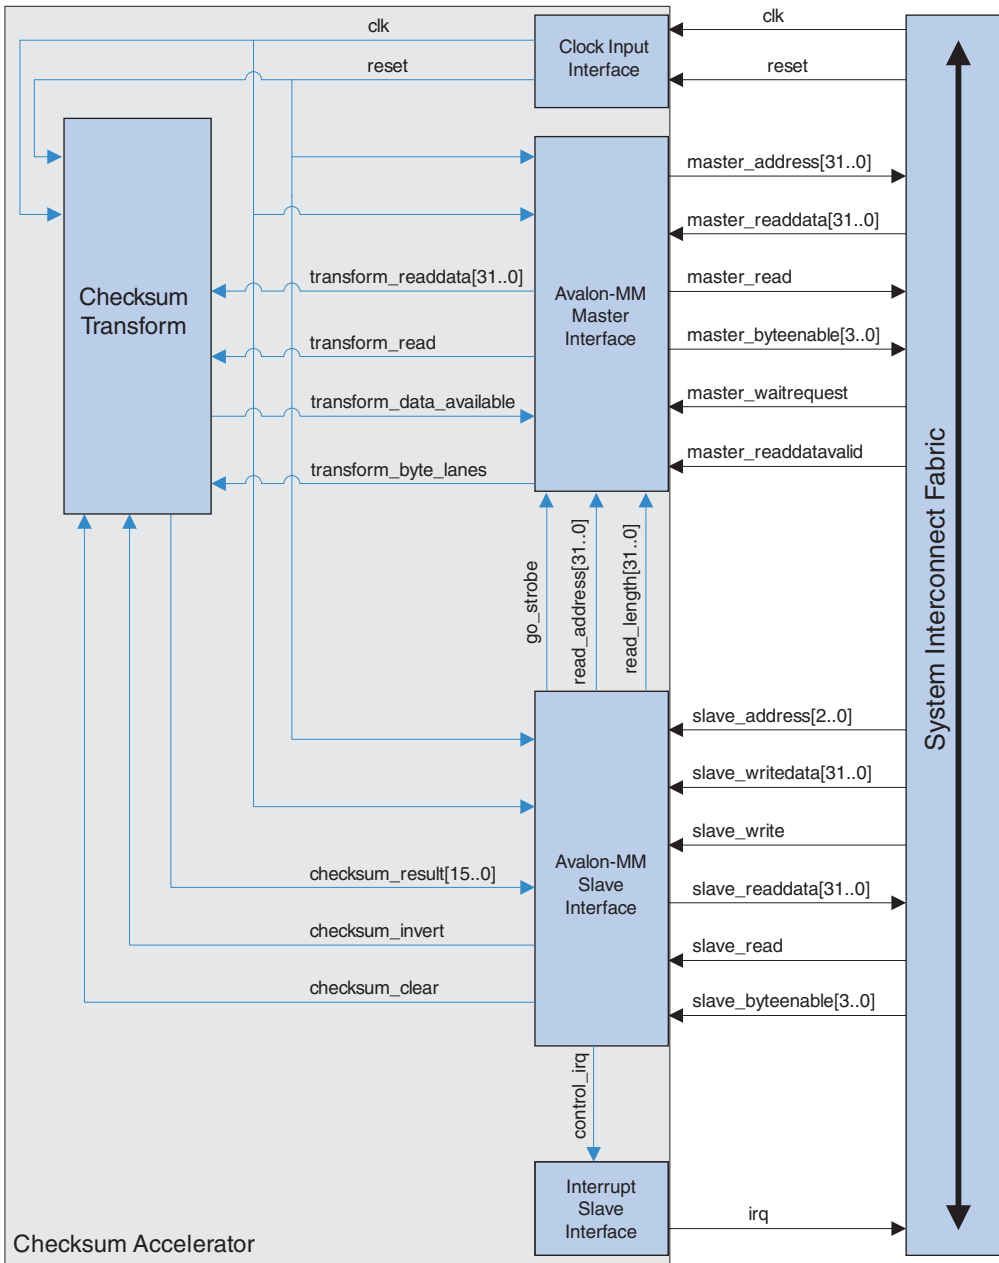 clk
clk
Clock Input
Interface
reset
reset
Checksum
Transform
master_address[31..0]
master_readdata[31..0]
transform_readdata[31..0]
Avalon-MM
Master
Interface
master_read
transform_read
master_byteenable[3..0]
transform_data_available
master_waitrequest
transform_byte_lanes
master_readdatavalid
go_strobe
read_address[31..0]
read_length[31..0]
System Interconnect Fabric
slave_address[2..0]
slave_writedata[31..0]
slave_write
Avalon-MM
Slave
Interface
checksum_result[15..0]
slave_readdata[31..0]
checksum_invert
slave_read
checksum_clear
slave_byteenable[3..0]
control_irq
Interrupt
Slave
Interface
irq
Checksum Accelerator